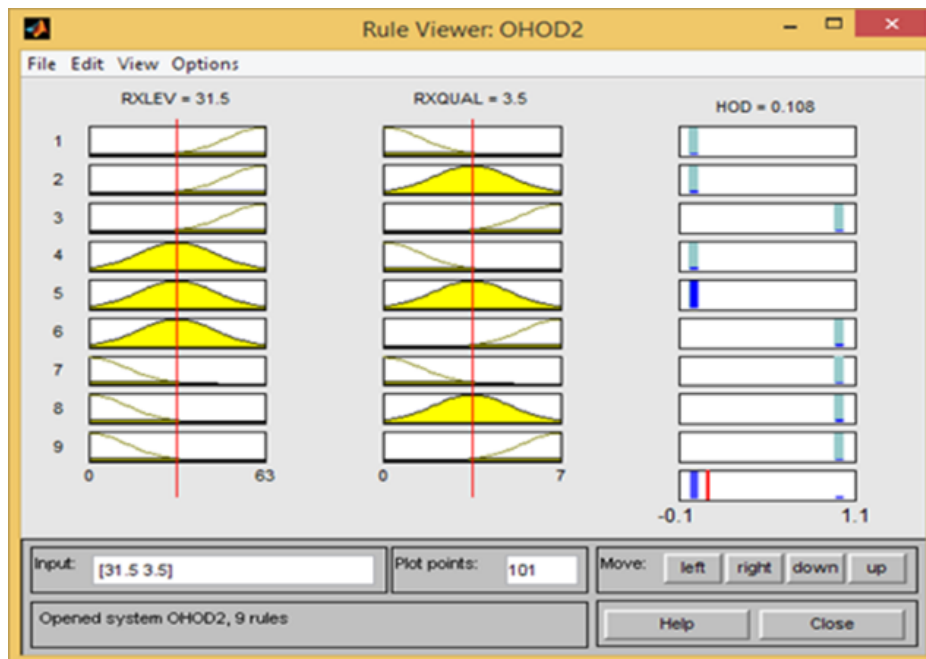 Rule Viewer: OHOD2
File Edit View Options
RXLEV = 31.5
RXQUAL = 3.5
HOD = 0.108
1
2
3
4
5
6
7
8
9
0 63
0 7
-0.1 1.1
Input: [31.5 3.5]
Plot points: 101
Move: left right down up
Opened system OHOD2, 9 rules
Help Close